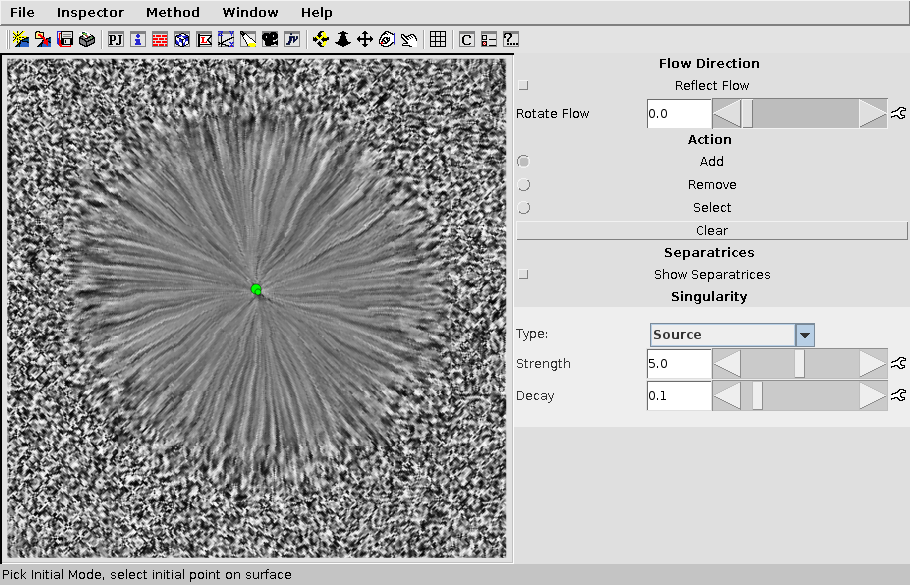 File Inspector Method Window Help
PJ i jv C ?...
Flow Direction
Reflect Flow
Rotate Flow 0.0
Action
Add
Remove
Select
Clear
Separatrices
Show Separatrices
Singularity
Type: Source
Strength 5.0
Decay 0.1
Pick Initial Mode, select initial point on surface